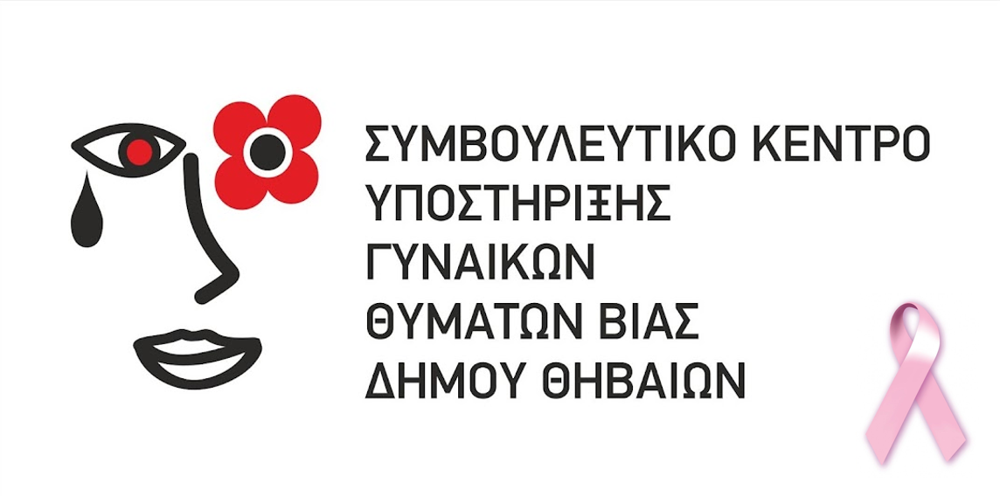 ΣΥΜΒΟΥΛΕΥΤΙΚΟ ΚΕΝΤΡΟ
ΥΠΟΣΤΗΡΙΞΗΣ
ΓΥΝΑΙΚΩΝ
ΘΥΜΑΤΩΝ ΒΙΑΣ
ΔΗΜΟΥ ΘΗΒΑΙΩΝ